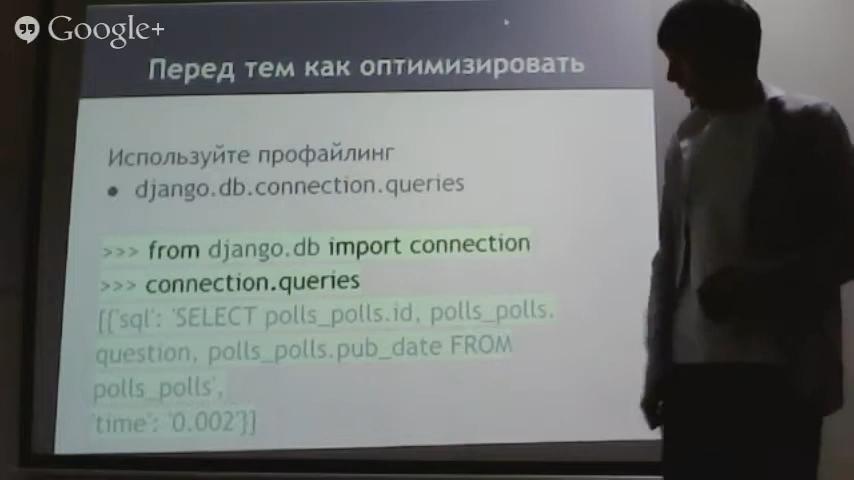 Google+
Перед тем как оптимизировать
Используйте профайлинг
● django.db.connection.queries
>>> from django.db import connection
>>> connection.queries
[{'sql': 'SELECT polls_polls.id, polls_polls.
question, polls_polls.pub_date FROM
polls_polls',
'time': '0.002'}]